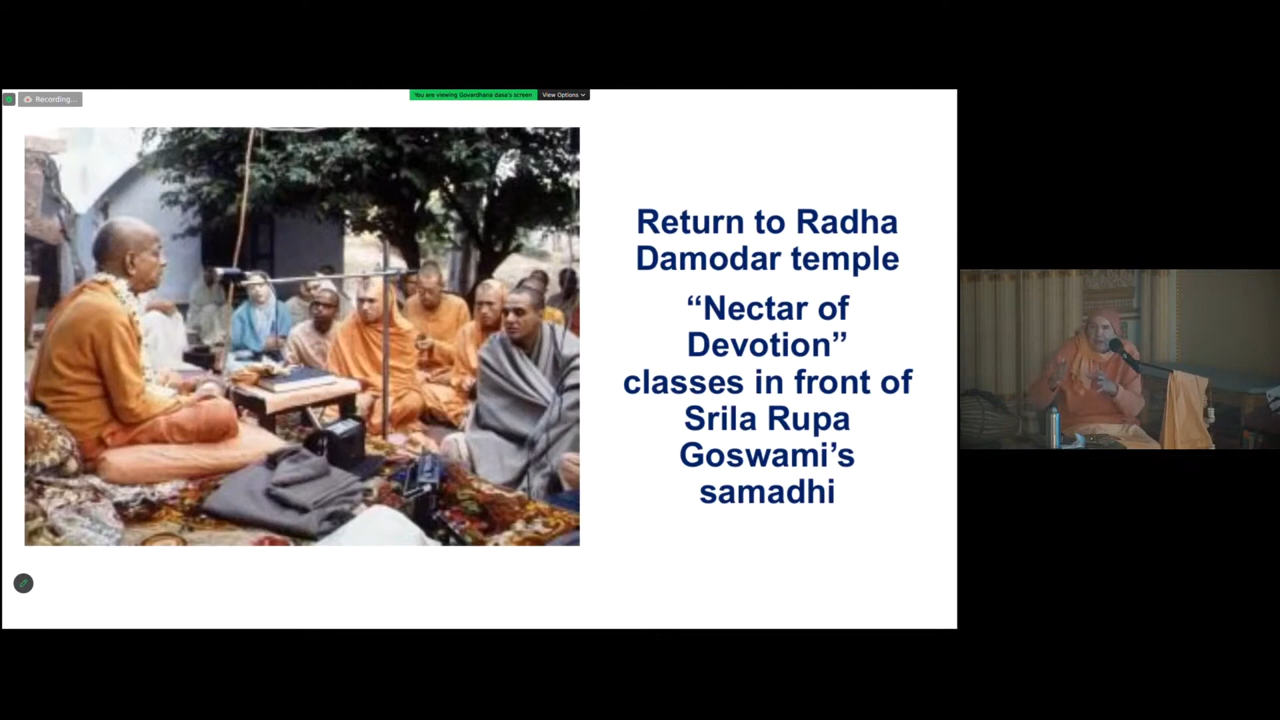 Recording...
You are viewing Govardhana dasa's screen View Options
Return to Radha
Damodar temple
“Nectar of
Devotion”
classes in front of
Srila Rupa
Goswami’s
samadhi